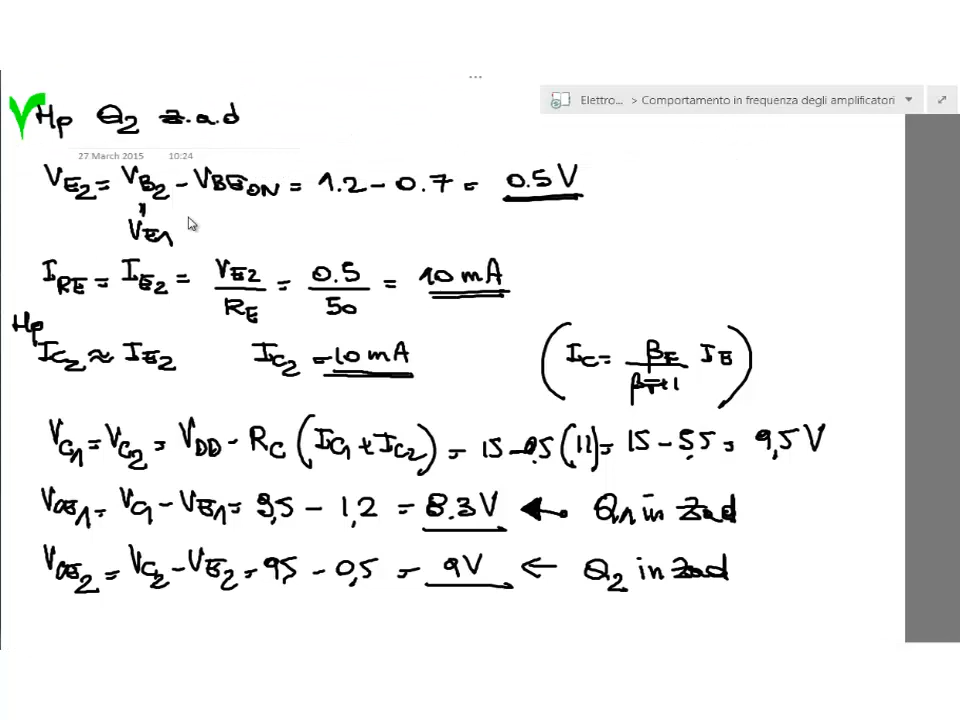 ...
Elettro... > Comportamento in frequenza degli amplificatori
Hp Q2 z.a.d
27 March 2015 10:24
VE2 = VB2 - VBEON = 1.2 - 0.7 = 0.5 V
VE1
IRE = IE2 = VE2 / RE = 0.5 / 50 = 10 mA
Hp
IC2 ≈ IE2 IC2 = 10 mA (IC = βF / βF+1 IE)
VC1 = VC2 = VDD - RC (IC1 + IC2) = 15 - 0,5 (11) = 15 - 5,5 = 9,5 V
VCE1 = VC1 - VE1 = 9,5 - 1,2 = 8.3 V ← Q1 in zad
VCE2 = VC2 - VE2 = 9,5 - 0,5 = 9 V ← Q2 in zad